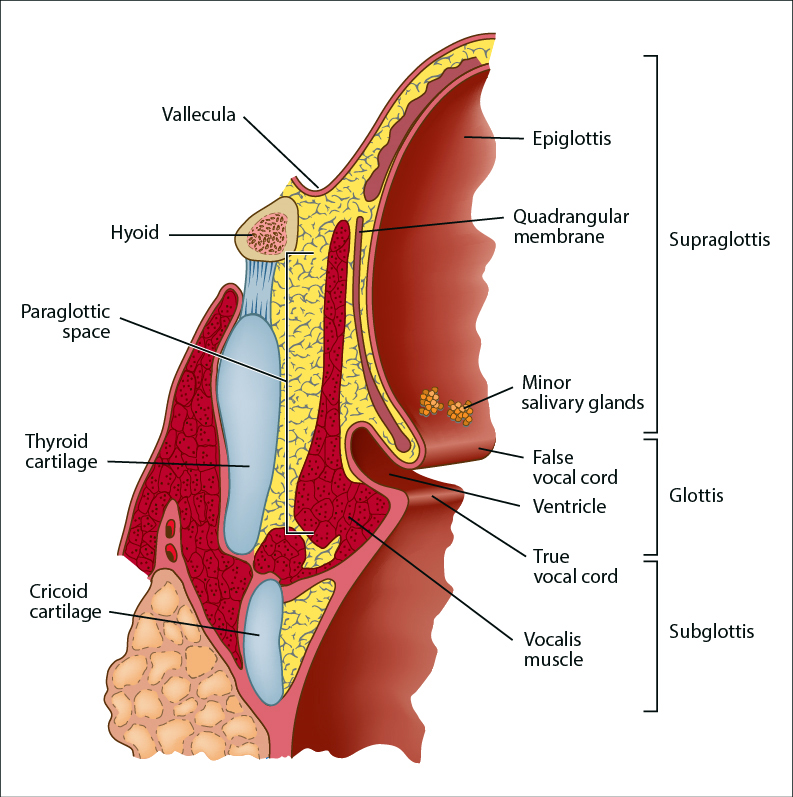 Vallecula
Hyoid
Paraglottic
space
Thyroid
cartilage
Cricoid
cartilage
Epiglottis
Quadrangular
membrane
Minor
salivary glands
False
vocal cord
Ventricle
True
vocal cord
Vocalis
muscle
Supraglottis
Glottis
Subglottis